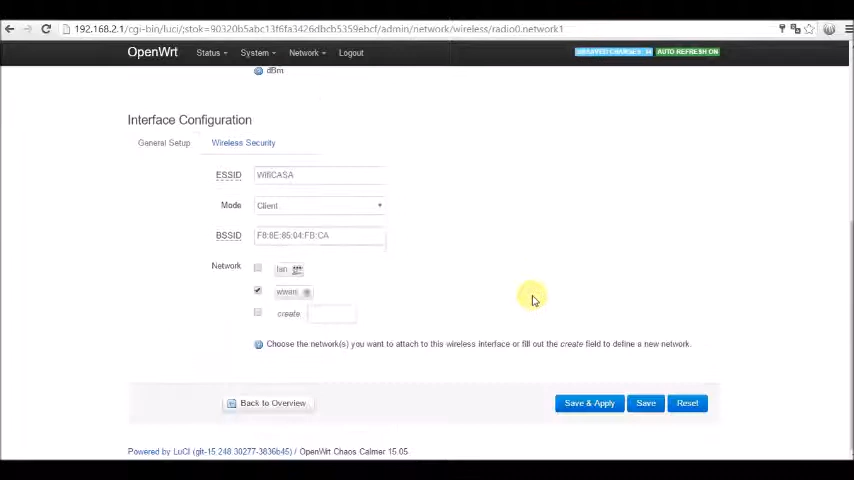 192.168.2.1/cgi-bin/luci/;stok=90320b5abc13f6fa3426dbcb5359ebcf/admin/network/wireless/radio0.network1
OpenWrt Status System Network Logout UNSAVED CHANGES: 14 AUTO REFRESH ON
dBm
Interface Configuration
General Setup Wireless Security
ESSID WifiCASA
Mode Client
BSSID F8:8E:85:04:FB:CA
Network lan
wwan
create:
Choose the network(s) you want to attach to this wireless interface or fill out the create field to define a new network.
Back to Overview Save & Apply Save Reset
Powered by LuCI (git-15.248.30277-3836b45) / OpenWrt Chaos Calmer 15.05